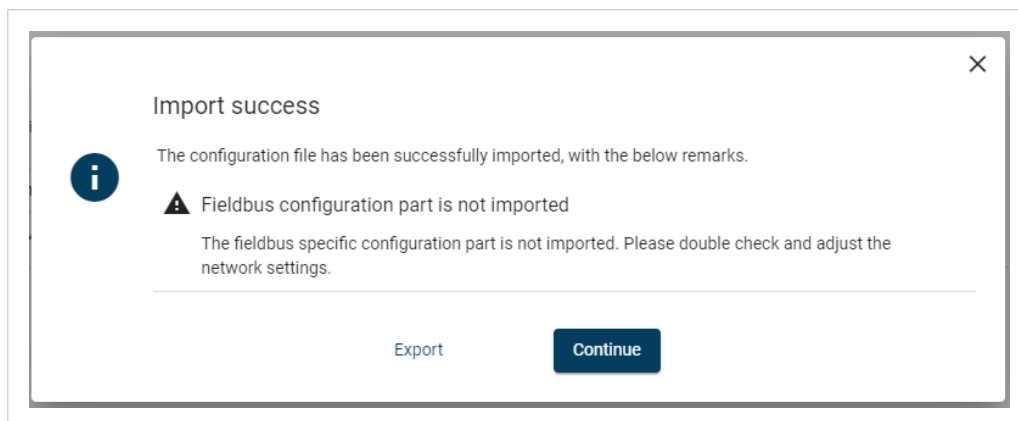 Import success
The configuration file has been successfully imported, with the below remarks.
Fieldbus configuration part is not imported
The fieldbus specific configuration part is not imported. Please double check and adjust the
network settings.
Export
Continue